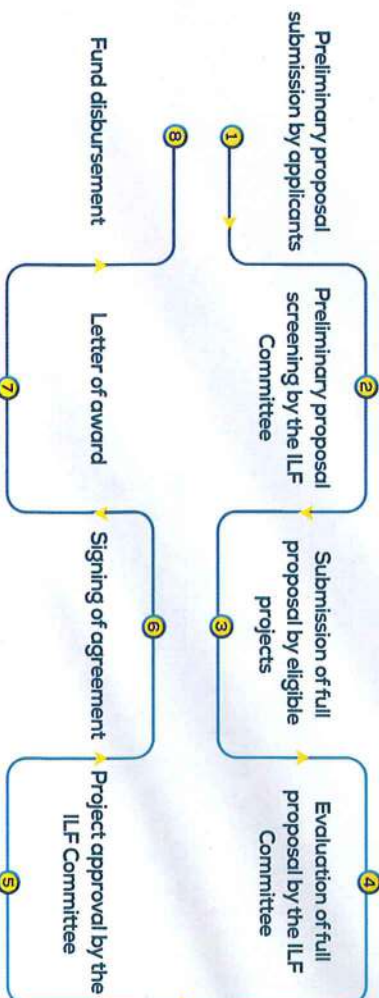 1
Preliminary proposal
submission by applicants
2
Preliminary proposal
screening by the ILF
Committee
3
Submission of full
proposal by eligible
projects
4
Evaluation of full
proposal by the ILF
Committee
5
Project approval by the
ILF Committee
6
Signing of agreement
7
Letter of award
8
Fund disbursement